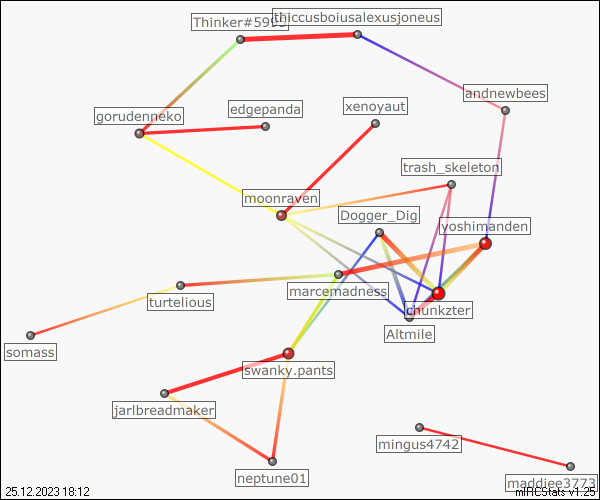 Thinker#5995
thiccusboiusalexusjoneus
andnewbees
xenoyaut
edgepanda
gorudenneko
trash_skeleton
moonraven
Dogger_Dig
yoshimanden
marcemadness
turtelious
chunkzter
Altmile
somass
swanky.pants
jarlbreadmaker
mingus4742
neptune01
maddiee3773
25.12.2023 18:12
mIRCStats v1.25